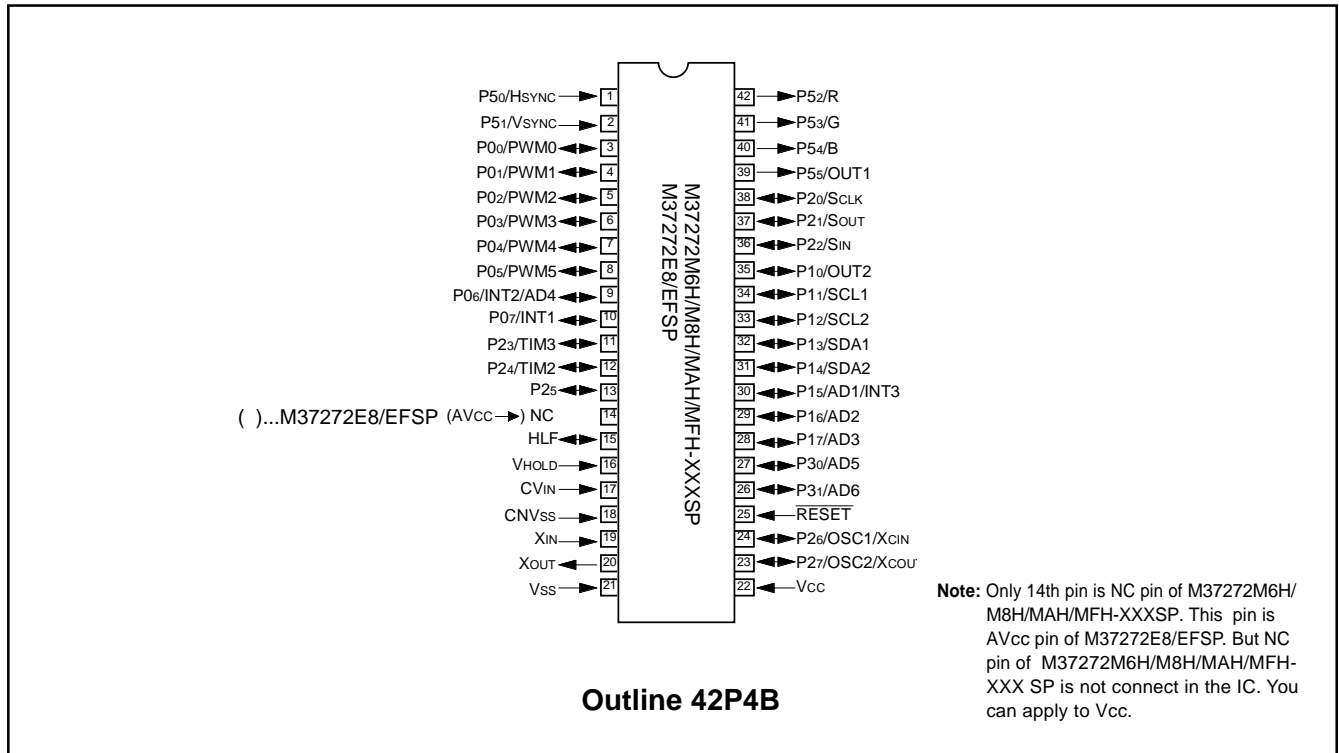 P50/HSYNC 1
P51/VSYNC 2
P00/PWM0 3
P01/PWM1 4
P02/PWM2 5
P03/PWM3 6
P04/PWM4 7
P05/PWM5 8
P06/INT2/AD4 9
P07/INT1 10
P23/TIM3 11
P24/TIM2 12
P25 13
( )...M37272E8/EFSP (AVCC→) NC 14
HLF 15
VHOLD 16
CVIN 17
CNVSS 18
XIN 19
XOUT 20
VSS 21
M37272M6H/M8H/MAH/MFH-XXXSP
M37272E8/EFSP
42 P52/R
41 P53/G
40 P54/B
39 P55/OUT1
38 P20/SCLK
37 P21/SOUT
36 P22/SIN
35 P10/OUT2
34 P11/SCL1
33 P12/SCL2
32 P13/SDA1
31 P14/SDA2
30 P15/AD1/INT3
29 P16/AD2
28 P17/AD3
27 P30/AD5
26 P31/AD6
25 RESET
24 P26/OSC1/XCIN
23 P27/OSC2/XCOU
22 VCC
Note: Only 14th pin is NC pin of M37272M6H/
M8H/MAH/MFH-XXXSP. This pin is
AVcc pin of M37272E8/EFSP. But NC
pin of M37272M6H/M8H/MAH/MFH-
XXX SP is not connect in the IC. You
can apply to Vcc.
Outline 42P4B